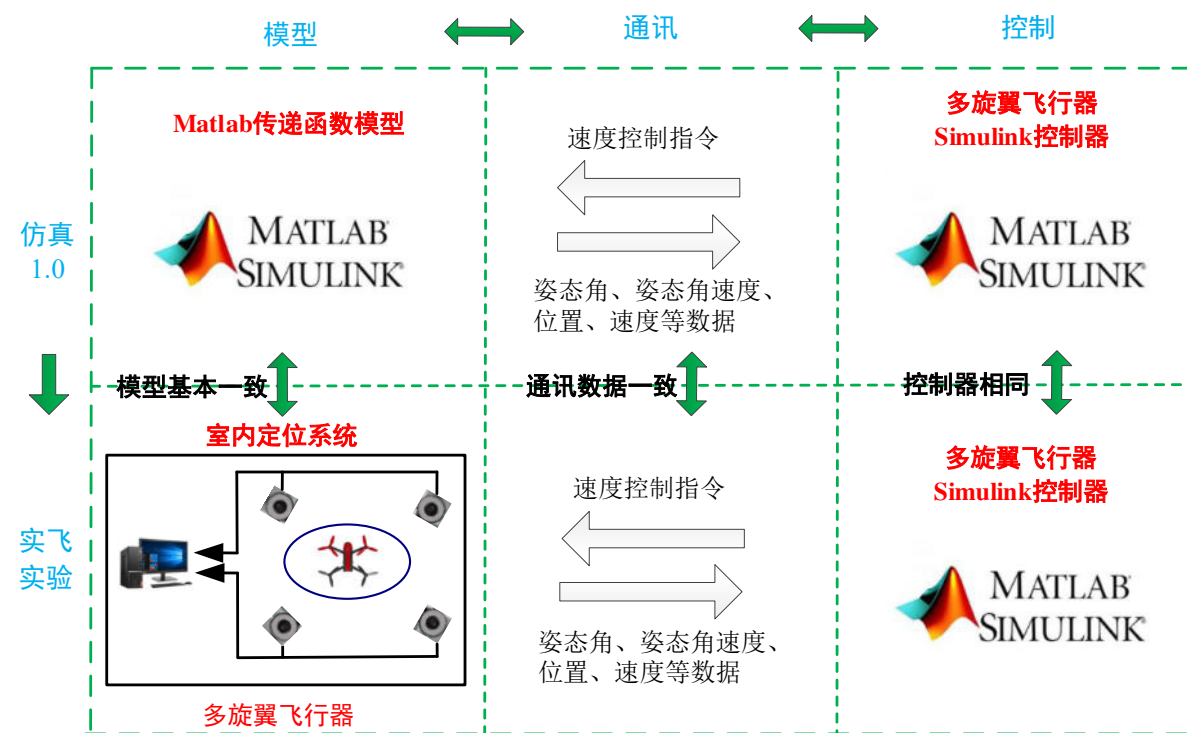 模型
通讯
控制
Matlab传递函数模型
速度控制指令
多旋翼飞行器
Simulink控制器
仿真
1.0
MATLAB
SIMULINK®
姿态角、姿态角速度、
位置、速度等数据
MATLAB
SIMULINK®
模型基本一致
通讯数据一致
控制器相同
室内定位系统
速度控制指令
多旋翼飞行器
Simulink控制器
实飞
实验
姿态角、姿态角速度、
位置、速度等数据
MATLAB
SIMULINK®
多旋翼飞行器